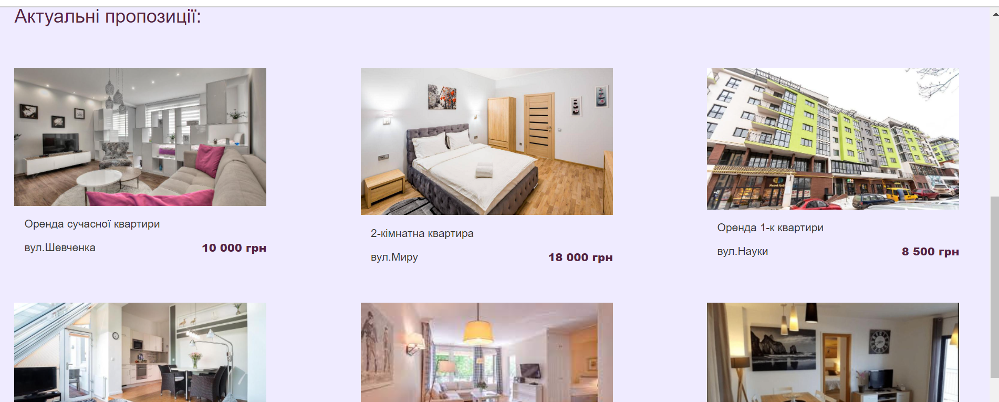 Актуальні пропозиції:
Оренда сучасної квартири
вул.Шевченка
10 000 грн
2-кімнатна квартира
вул.Миру
18 000 грн
Оренда 1-к квартири
вул.Науки
8 500 грн